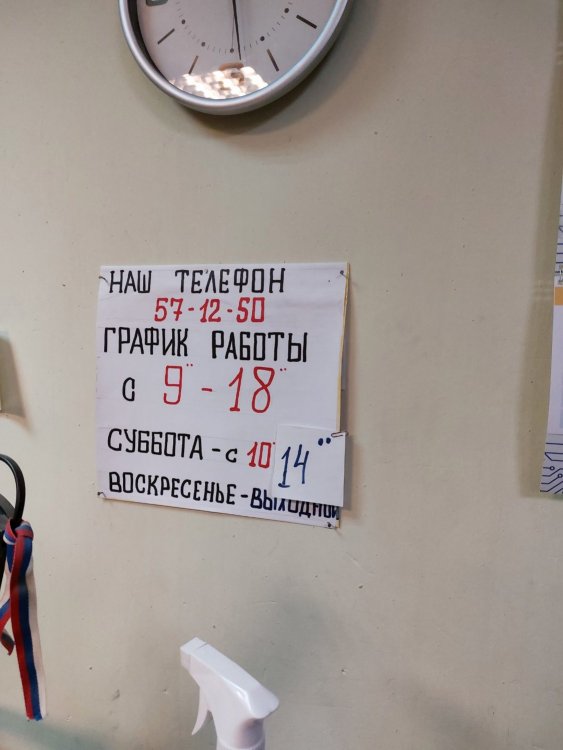 НАШ ТЕЛЕФОН
57-12-50
ГРАФИК РАБОТЫ
с 9" - 18"
СУББОТА - с 10 14"
ВОСКРЕСЕНЬЕ - ВЫХОДНОЙ